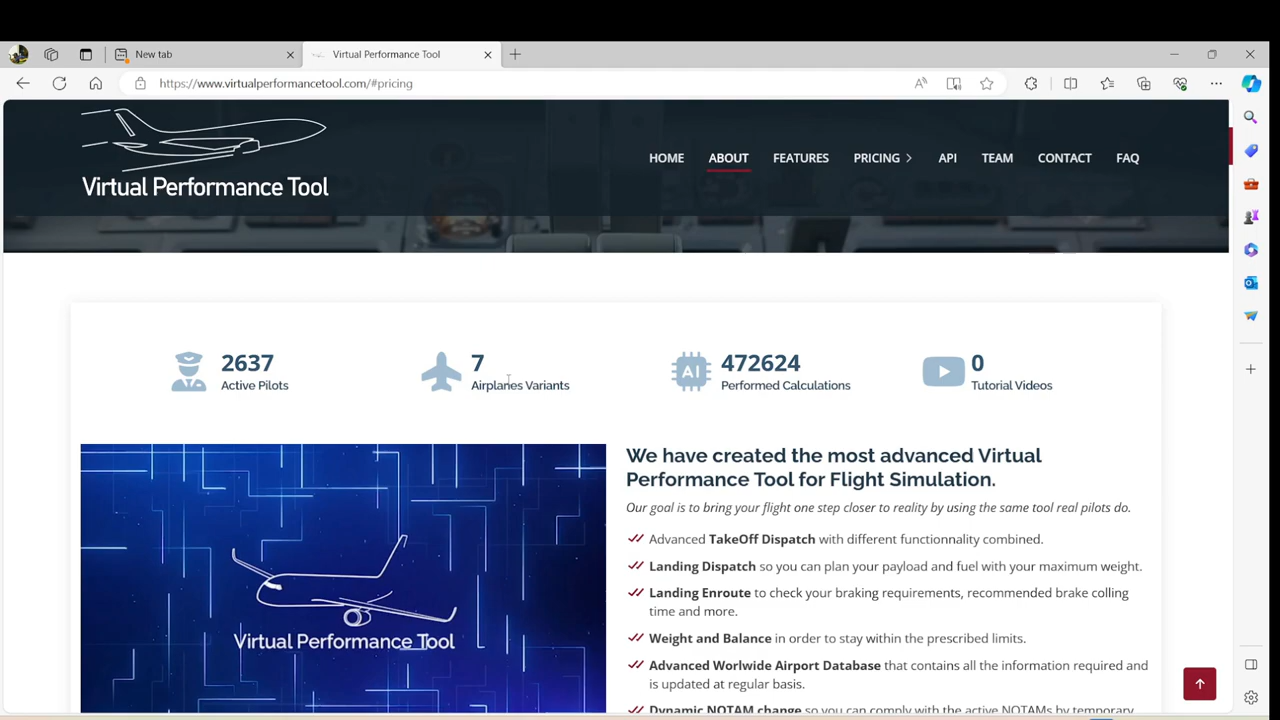 New tab
Virtual Performance Tool
https://www.virtualperformancetool.com/#pricing
Virtual Performance Tool
HOME
ABOUT
FEATURES
PRICING
API
TEAM
CONTACT
FAQ
2637
Active Pilots
7
Airplanes Variants
AI
472624
Performed Calculations
0
Tutorial Videos
Virtual Performance Tool
We have created the most advanced Virtual
Performance Tool for Flight Simulation.
Our goal is to bring your flight one step closer to reality by using the same tool real pilots do.
Advanced TakeOff Dispatch with different functionnality combined.
Landing Dispatch so you can plan your payload and fuel with your maximum weight.
Landing Enroute to check your braking requirements, recommended brake colling
time and more.
Weight and Balance in order to stay within the prescribed limits.
Advanced Worlwide Airport Database that contains all the information required and
is updated at regular basis.
Dynamic NOTAM change so you can comply with the active NOTAMs by temporary